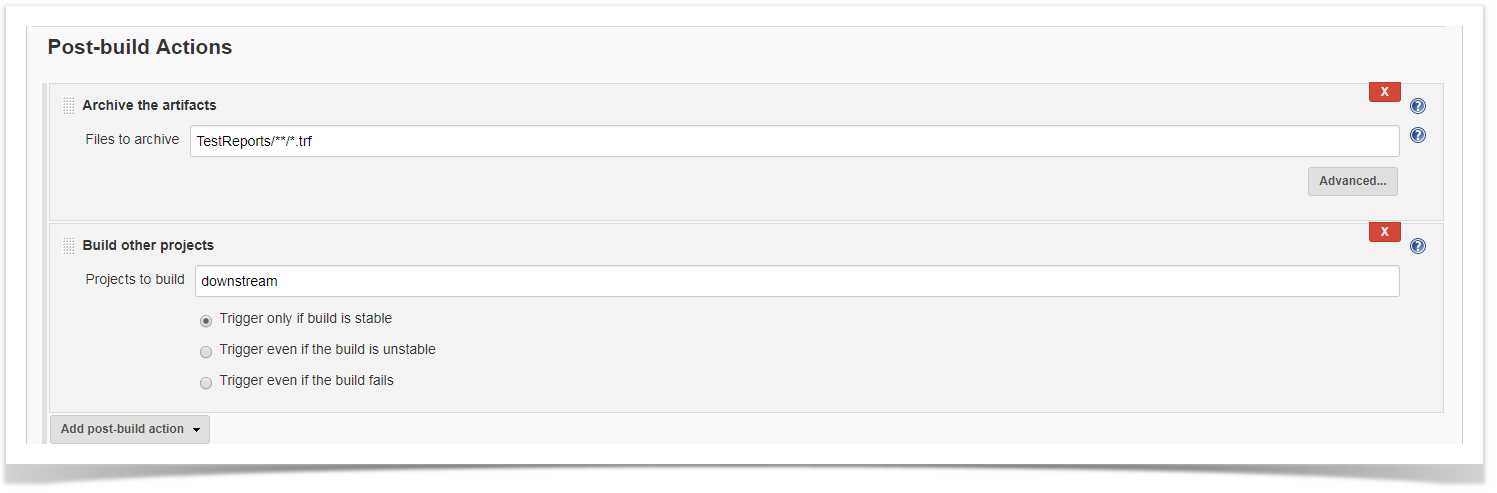 Post-build Actions
Archive the artifacts
X
?
Files to archive
TestReports/**/*.trf
?
Advanced...
Build other projects
X
?
Projects to build
downstream
Trigger only if build is stable
Trigger even if the build is unstable
Trigger even if the build fails
Add post-build action